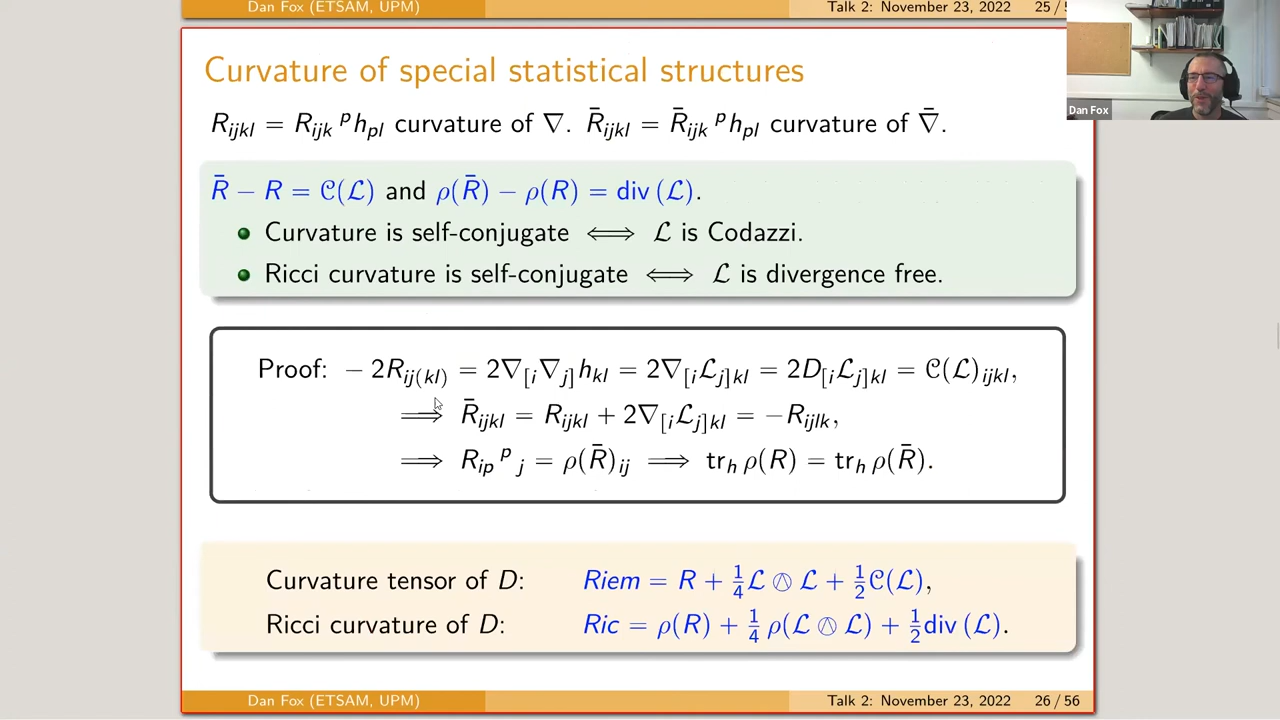 Dan Fox (ETSAM, UPM) Talk 2: November 23, 2022 25 / 56
Dan Fox
Curvature of special statistical structures
R_{ijkl} = R_{ijk}{}^p h_{pl} curvature of ∇. R̄_{ijkl} = R̄_{ijk}{}^p h_{pl} curvature of ∇̄.
R̄ − R = 𝒞(ℒ) and ρ(R̄) − ρ(R) = div (ℒ).
• Curvature is self-conjugate ⟺ ℒ is Codazzi.
• Ricci curvature is self-conjugate ⟺ ℒ is divergence free.
Proof: − 2R_{ij(kl)} = 2∇_{[i}∇_{j]}h_{kl} = 2∇_{[i}ℒ_{j]kl} = 2D_{[i}ℒ_{j]kl} = 𝒞(ℒ)_{ijkl},
⟹ R̄_{ijkl} = R_{ijkl} + 2∇_{[i}ℒ_{j]kl} = −R_{ijlk},
⟹ R_{ip}{}^p{}_j = ρ(R̄)_{ij} ⟹ tr_h ρ(R) = tr_h ρ(R̄).
Curvature tensor of D: Riem = R + ¼ℒ ⧀ ℒ + ½𝒞(ℒ),
Ricci curvature of D: Ric = ρ(R) + ¼ ρ(ℒ ⧀ ℒ) + ½div (ℒ).
Dan Fox (ETSAM, UPM) Talk 2: November 23, 2022 26 / 56